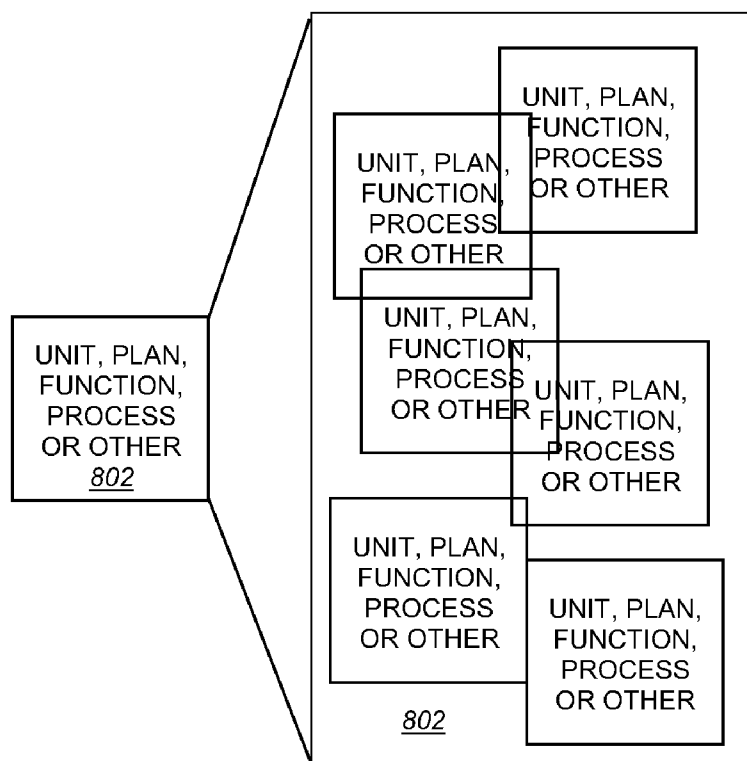 UNIT, PLAN,
FUNCTION,
PROCESS
OR OTHER
802
UNIT, PLAN,
FUNCTION,
PROCESS
OR OTHER
UNIT, PLAN,
FUNCTION,
PROCESS
OR OTHER
UNIT, PLAN,
FUNCTION,
PROCESS
OR OTHER
UNIT, PLAN,
FUNCTION,
PROCESS
OR OTHER
UNIT, PLAN,
FUNCTION,
PROCESS
OR OTHER
UNIT, PLAN,
FUNCTION,
PROCESS
OR OTHER
802